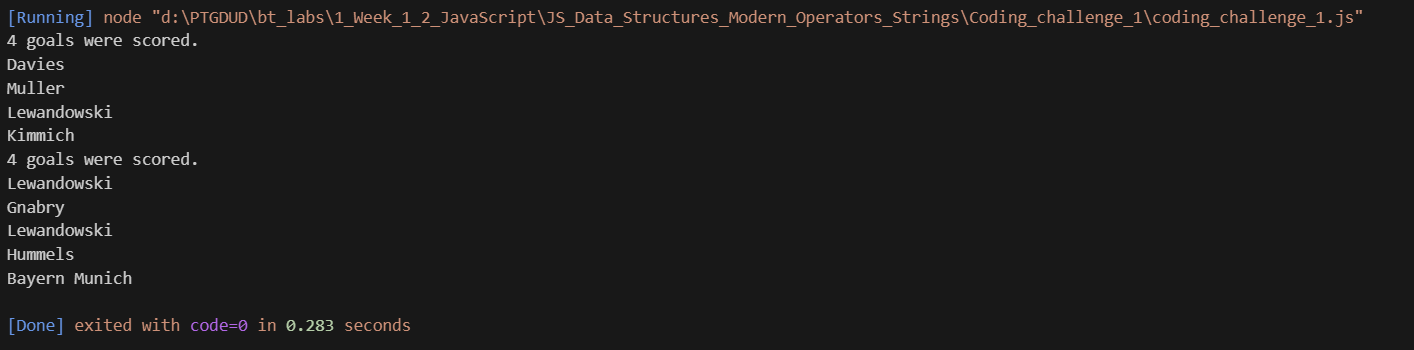 [Running] node "d:\PTGDUD\bt_labs\1_Week_1_2_JavaScript\JS_Data_Structures_Modern_Operators_Strings\Coding_challenge_1\coding_challenge_1.js"
4 goals were scored.
Davies
Muller
Lewandowski
Kimmich
4 goals were scored.
Lewandowski
Gnabry
Lewandowski
Hummels
Bayern Munich
[Done] exited with code=0 in 0.283 seconds